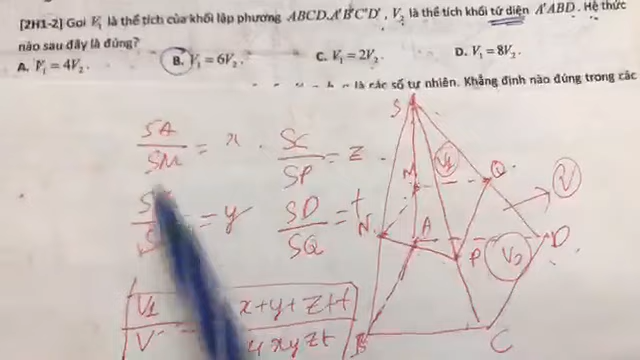 [2H1-2] Gọi V₁ là thể tích của khối lập phương ABCD.A'B'C'D', V₂ là thể tích khối tứ diện A'ABD. Hệ thức
nào sau đây là đúng?
A. V₁ = 4V₂. B. V₁ = 6V₂. C. V₁ = 2V₂. D. V₁ = 8V₂.
là các số tự nhiên. Khẳng định nào đúng trong các
SA/SM = x . SC/SP = z .
= y SD/SQ = t
V1/V x+y+z+t/4xyzt
S
M
Q
V1
V
N
A
P
V2
D
B
C